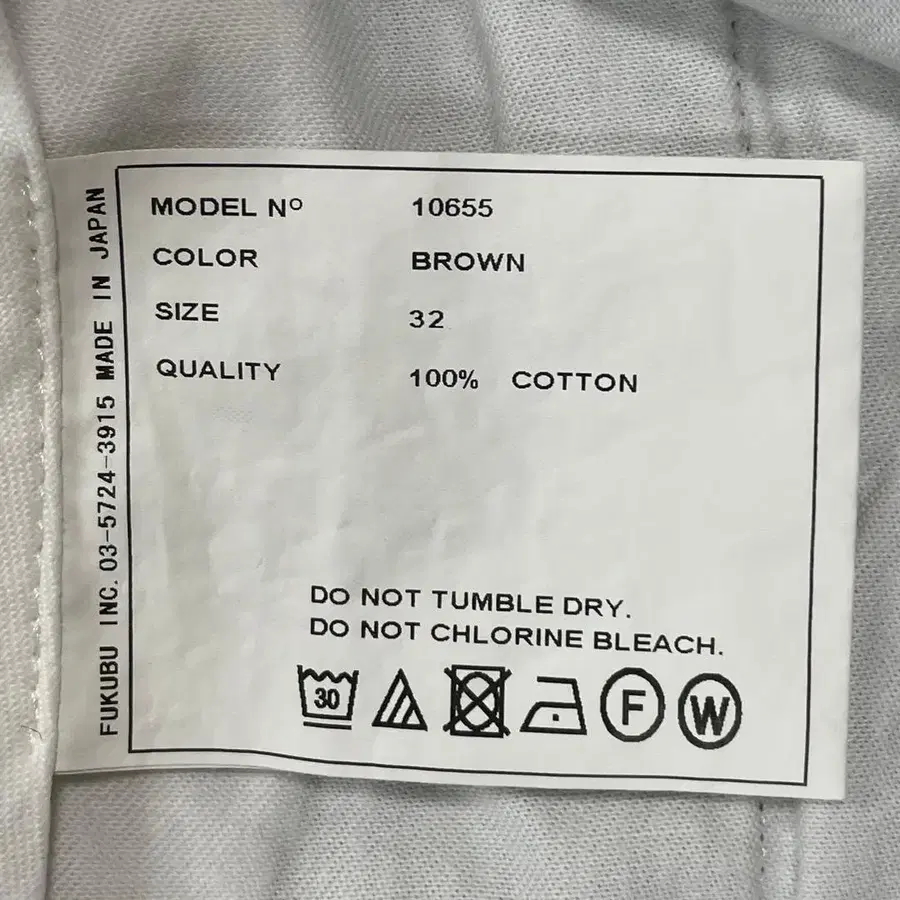 MODEL Nº 10655
COLOR BROWN
SIZE 32
QUALITY 100% COTTON
DO NOT TUMBLE DRY.
DO NOT CHLORINE BLEACH.
30 F W
FUKUBU INC. 03-5724-3915 MADE IN JAPAN